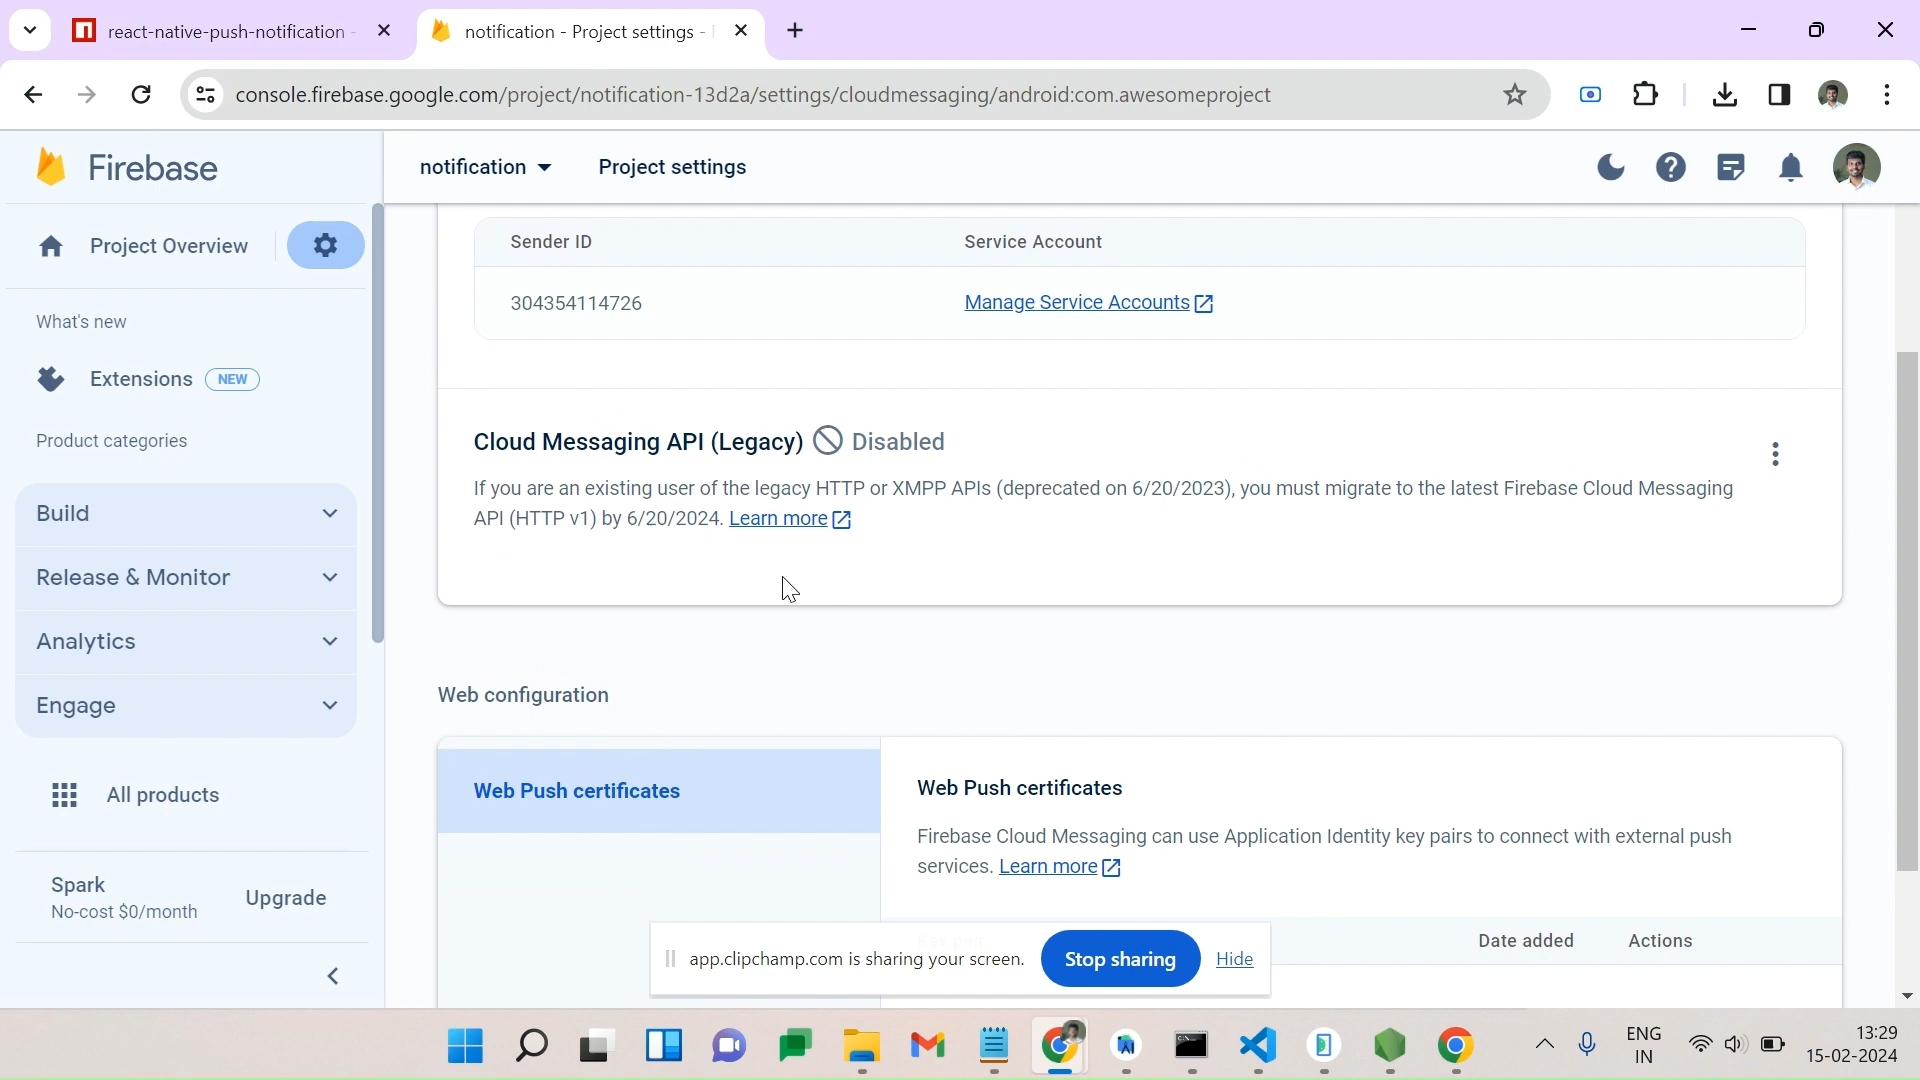 react-native-push-notification -
notification - Project settings -
console.firebase.google.com/project/notification-13d2a/settings/cloudmessaging/android:com.awesomeproject
Firebase
notification
Project settings
Project Overview
What's new
Extensions
NEW
Product categories
Build
Release & Monitor
Analytics
Engage
All products
Spark
No-cost $0/month
Upgrade
Sender ID
Service Account
304354114726
Manage Service Accounts
Cloud Messaging API (Legacy)
Disabled
If you are an existing user of the legacy HTTP or XMPP APIs (deprecated on 6/20/2023), you must migrate to the latest Firebase Cloud Messaging
API (HTTP v1) by 6/20/2024. Learn more
Web configuration
Web Push certificates
Web Push certificates
Firebase Cloud Messaging can use Application Identity key pairs to connect with external push
services. Learn more
Date added
Actions
app.clipchamp.com is sharing your screen.
Stop sharing
Hide
ENG
IN
13:29
15-02-2024